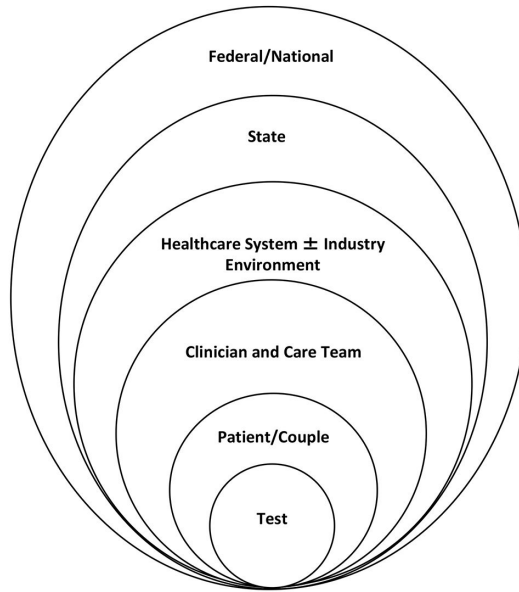 Federal/National
State
Healthcare System ± Industry
Environment
Clinician and Care Team
Patient/Couple
Test